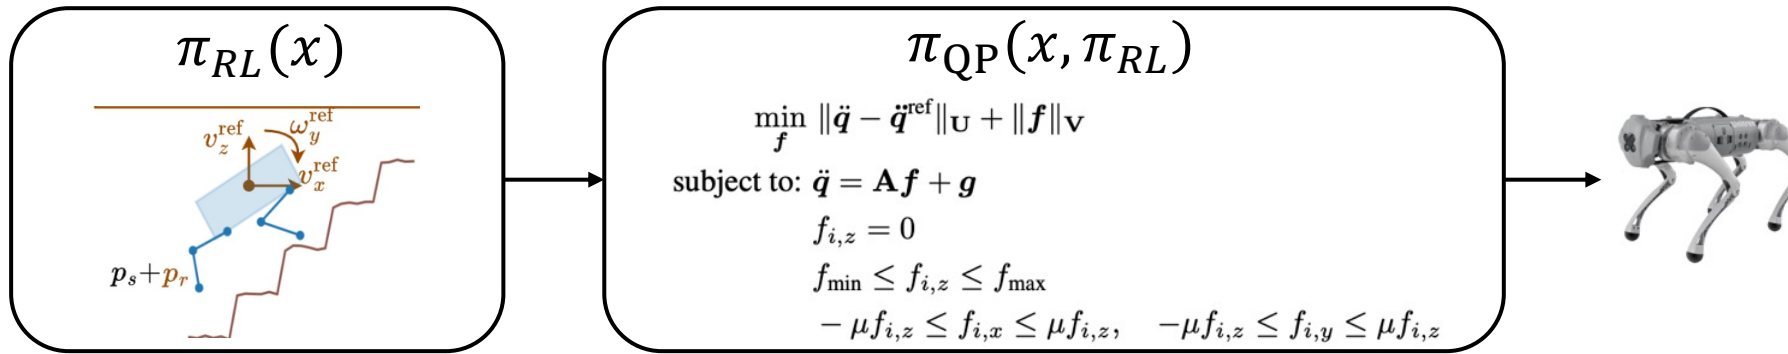 π_RL(x)
v_z^ref
ω_y^ref
v_x^ref
p_s+p_r
π_QP(x, π_RL)
min_f ‖q̈ − q̈^ref‖_U + ‖f‖_V
subject to: q̈ = Af + g
f_{i,z} = 0
f_min ≤ f_{i,z} ≤ f_max
− μf_{i,z} ≤ f_{i,x} ≤ μf_{i,z}, −μf_{i,z} ≤ f_{i,y} ≤ μf_{i,z}